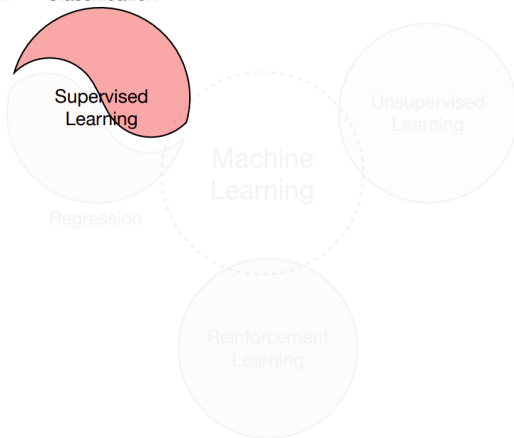 Supervised
Learning
Unsupervised
Learning
Machine
Learning
Regression
Reinforcement
Learning